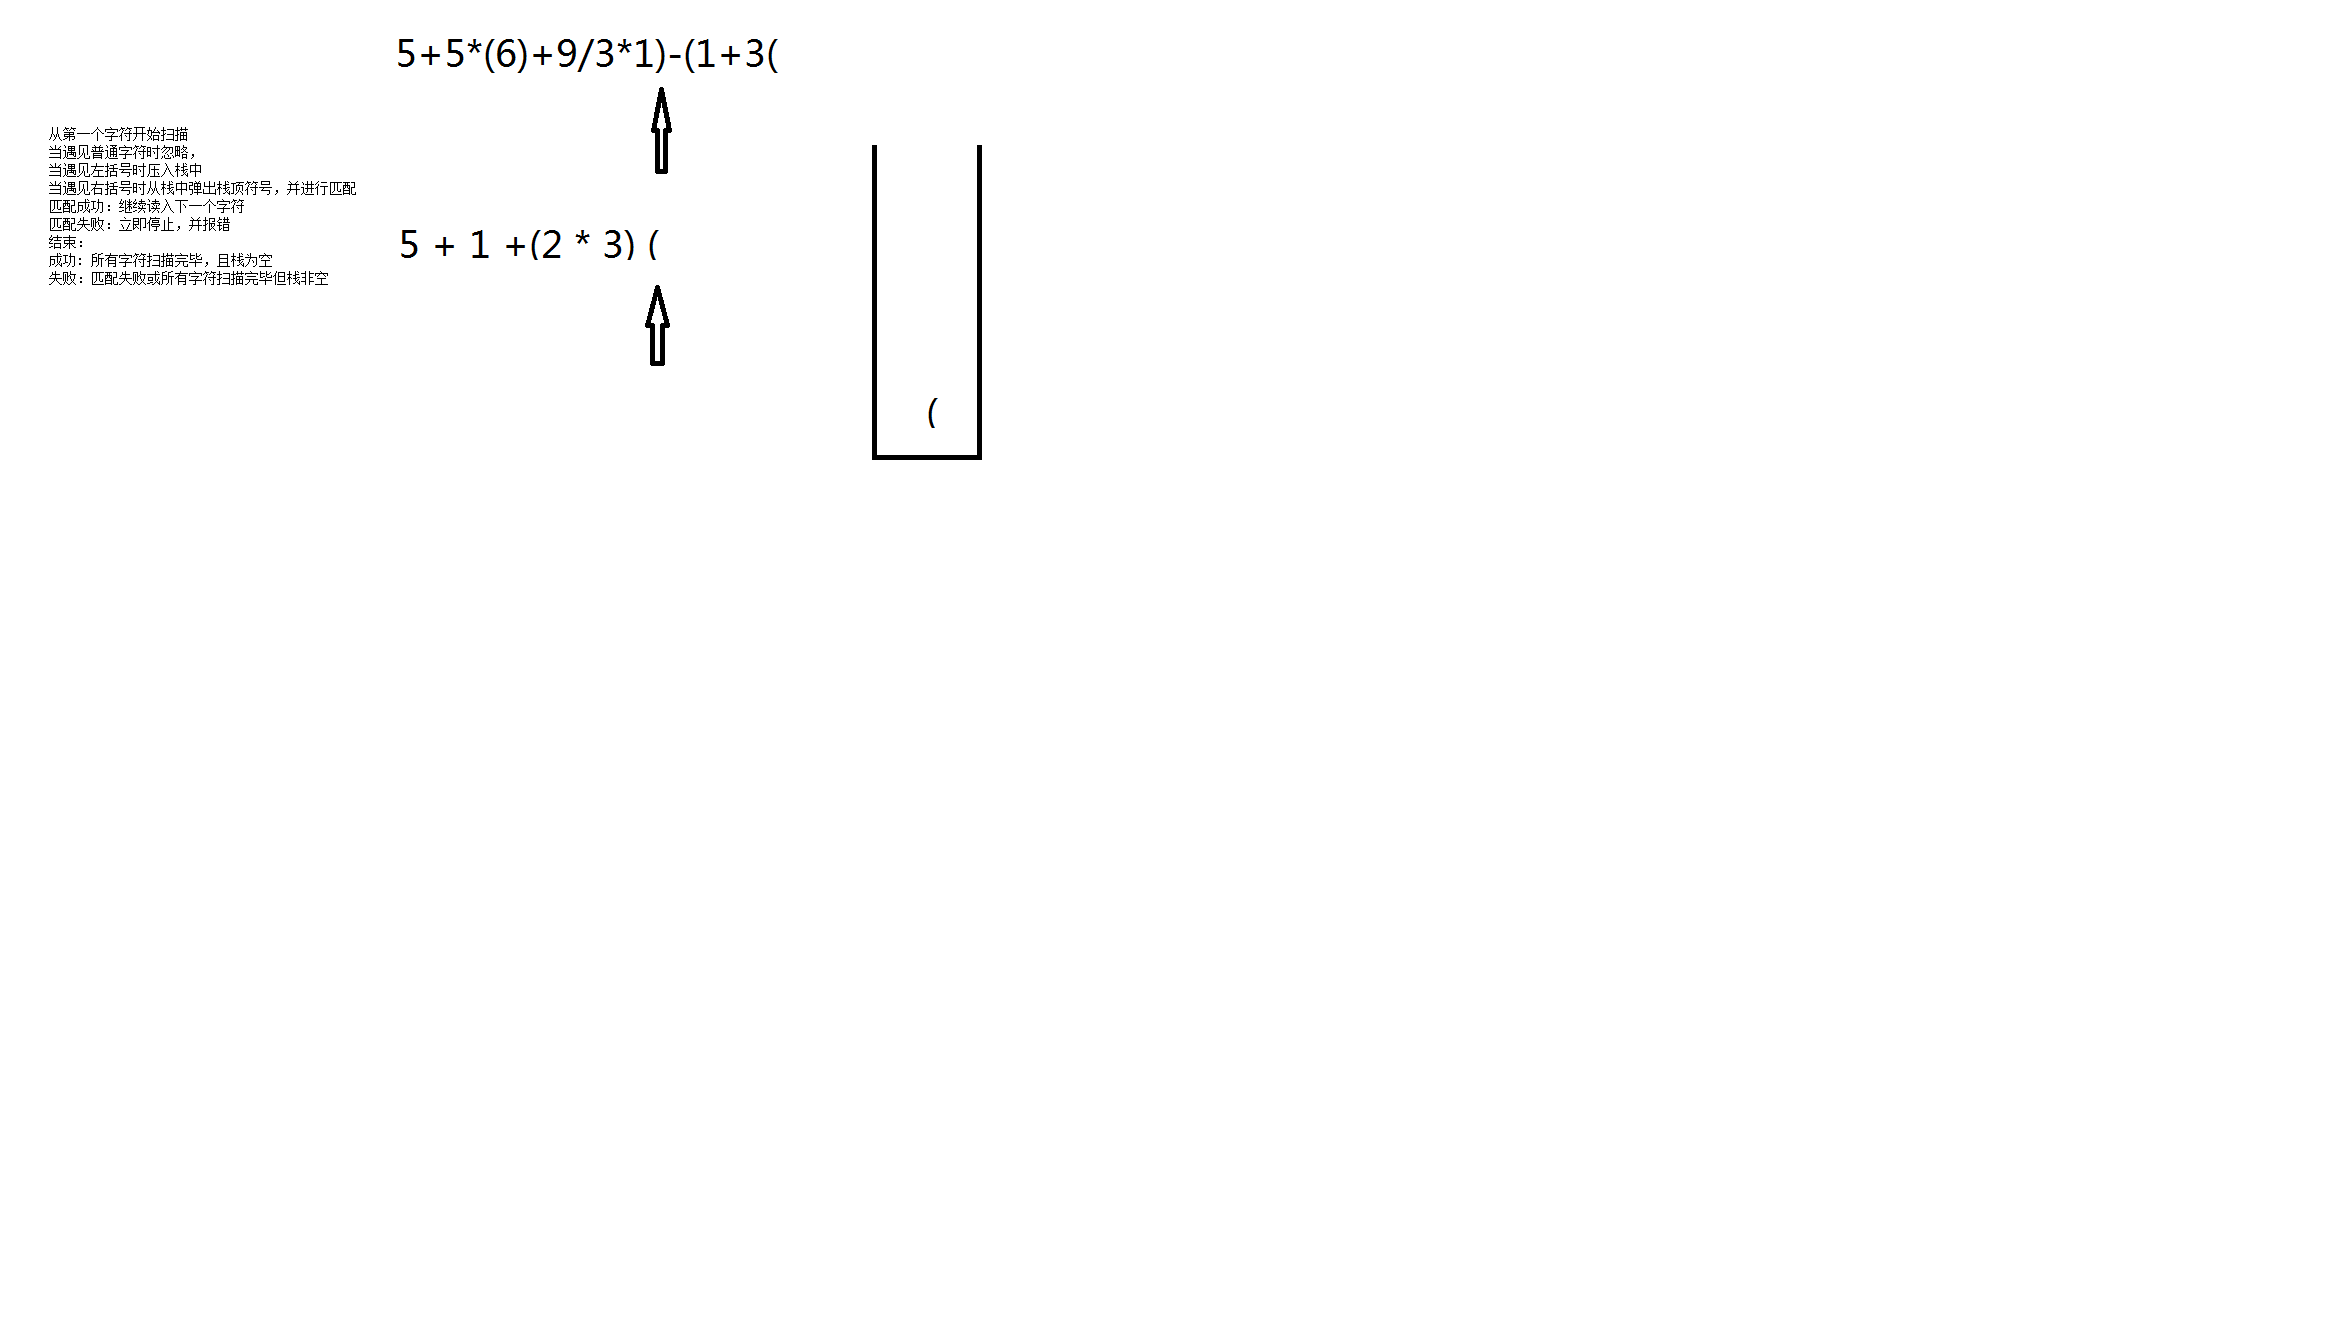 5+5*(6)+9/3*1)-(1+3(
从第一个字符开始扫描
当遇见普通字符时忽略，
当遇见左括号时压入栈中
当遇见右括号时从栈中弹出栈顶符号，并进行匹配
匹配成功：继续读入下一个字符
匹配失败：立即停止，并报错
结束：
成功：所有字符扫描完毕，且栈为空
失败：匹配失败或所有字符扫描完毕但栈非空
5 + 1 +(2 * 3) (
(